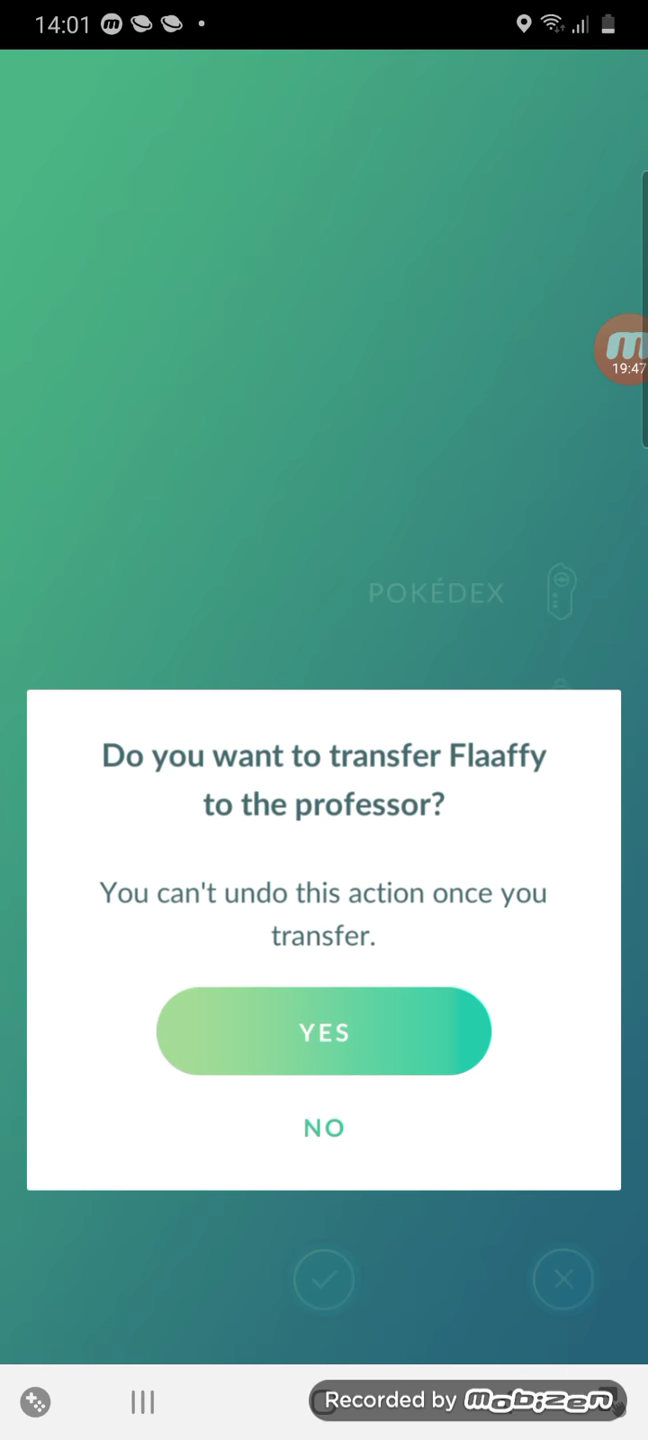 14:01
19:47
POKÉDEX
Do you want to transfer Flaaffy
to the professor?
You can't undo this action once you
transfer.
YES
NO
Recorded by mobizen